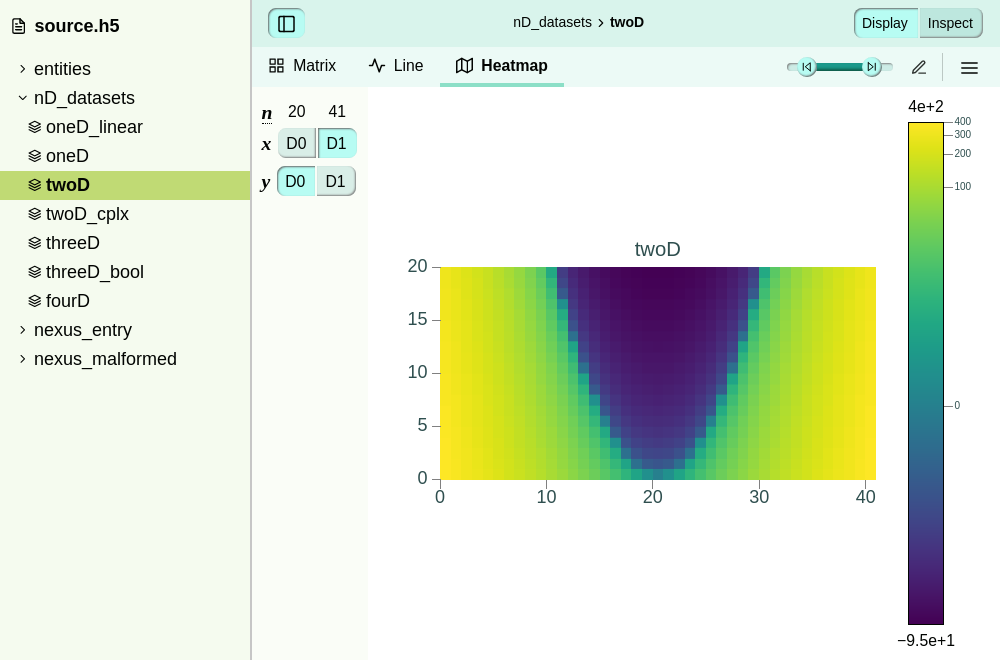 source.h5
entities
nD_datasets
oneD_linear
oneD
twoD
twoD_cplx
threeD
threeD_bool
fourD
nexus_entry
nexus_malformed
nD_datasets › twoD
Display Inspect
Matrix Line Heatmap
n 20 41
x D0 D1
y D0 D1
twoD
20
15
10
5
0
0 10 20 30 40
4e+2
400
300
200
100
0
−9.5e+1